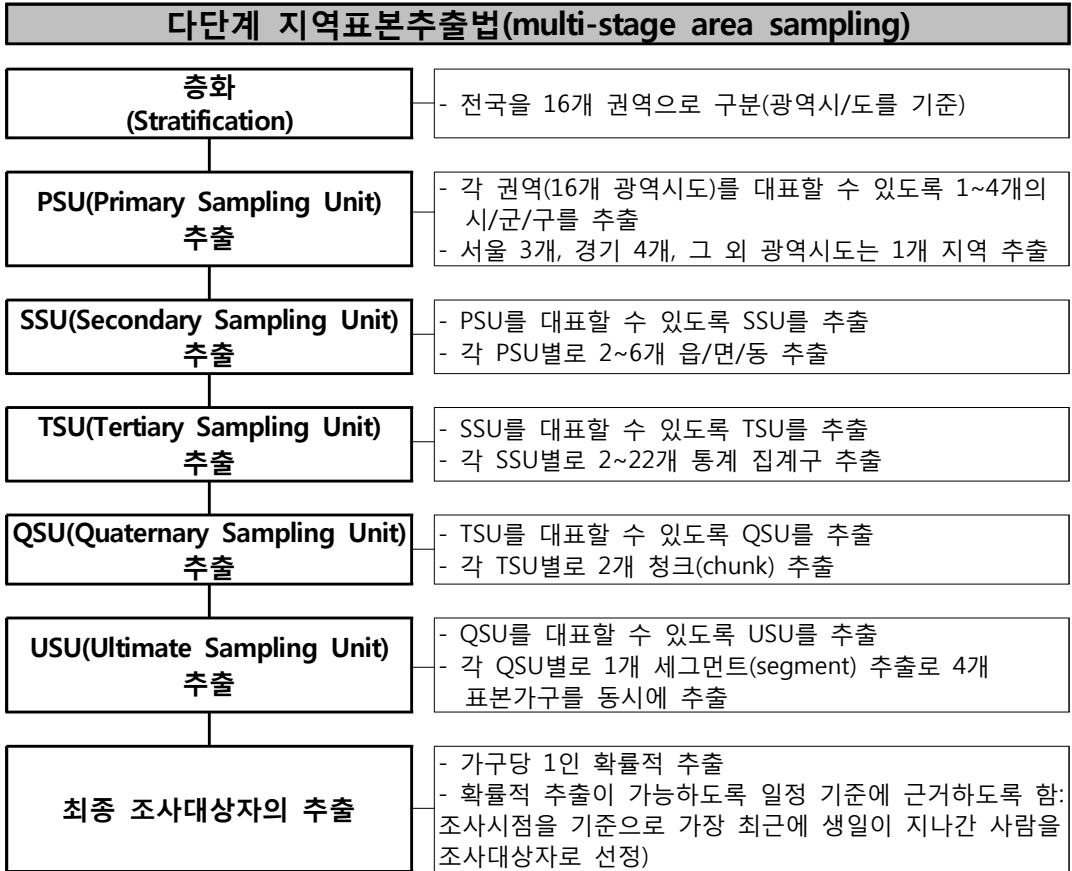 다단계 지역표본추출법(multi-stage area sampling)
층화
(Stratification)
- 전국을 16개 권역으로 구분(광역시/도를 기준)
PSU(Primary Sampling Unit)
추출
- 각 권역(16개 광역시도)를 대표할 수 있도록 1~4개의
시/군/구를 추출
- 서울 3개, 경기 4개, 그 외 광역시도는 1개 지역 추출
SSU(Secondary Sampling Unit)
추출
- PSU를 대표할 수 있도록 SSU를 추출
- 각 PSU별로 2~6개 읍/면/동 추출
TSU(Tertiary Sampling Unit)
추출
- SSU를 대표할 수 있도록 TSU를 추출
- 각 SSU별로 2~22개 통계 집계구 추출
QSU(Quaternary Sampling Unit)
추출
- TSU를 대표할 수 있도록 QSU를 추출
- 각 TSU별로 2개 청크(chunk) 추출
USU(Ultimate Sampling Unit)
추출
- QSU를 대표할 수 있도록 USU를 추출
- 각 QSU별로 1개 세그먼트(segment) 추출로 4개
표본가구를 동시에 추출
최종 조사대상자의 추출
- 가구당 1인 확률적 추출
- 확률적 추출이 가능하도록 일정 기준에 근거하도록 함:
조사시점을 기준으로 가장 최근에 생일이 지나간 사람을
조사대상자로 선정)